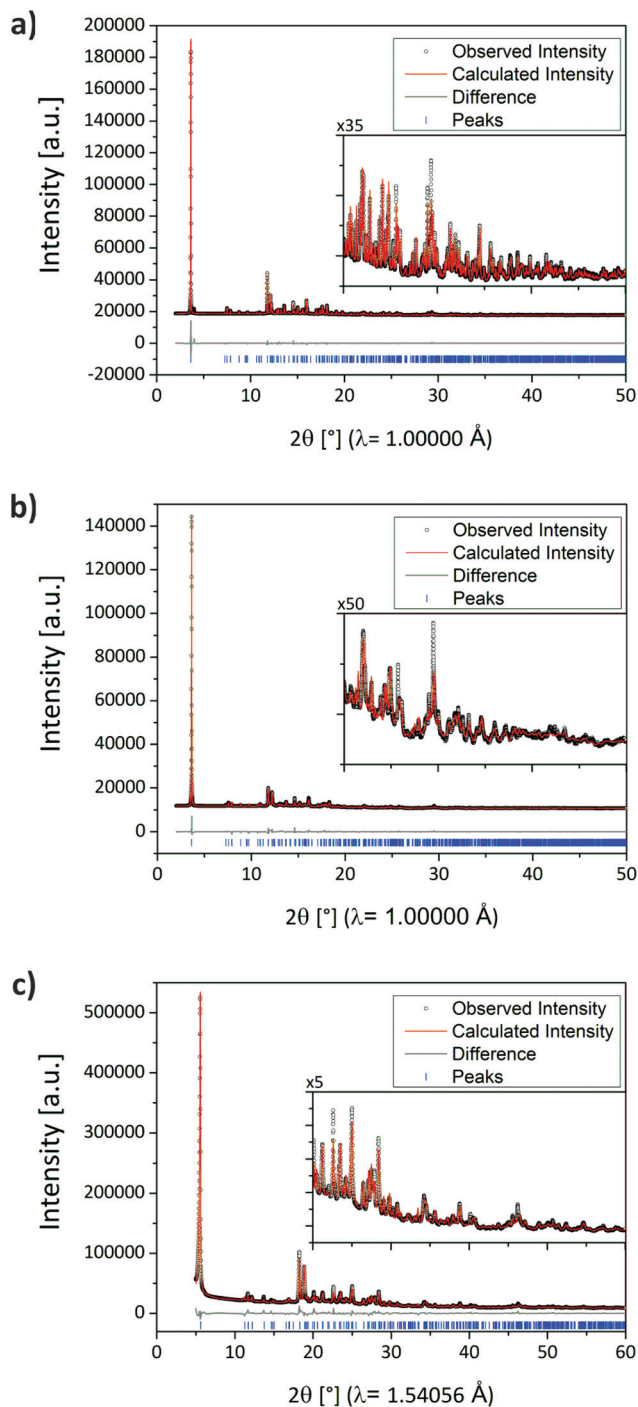 a)
200000
180000
160000
140000
120000
100000
80000
60000
40000
20000
0
-20000
Intensity [a.u.]
Observed Intensity
Calculated Intensity
Difference
Peaks
x35
0 10 20 30 40 50
2θ [°] (λ= 1.00000 Å)
b)
140000
120000
100000
80000
60000
40000
20000
0
Intensity [a.u.]
Observed Intensity
Calculated Intensity
Difference
Peaks
x50
0 10 20 30 40 50
2θ [°] (λ= 1.00000 Å)
c)
500000
400000
300000
200000
100000
0
Intensity [a.u.]
Observed Intensity
Calculated Intensity
Difference
Peaks
x5
0 10 20 30 40 50 60
2θ [°] (λ= 1.54056 Å)